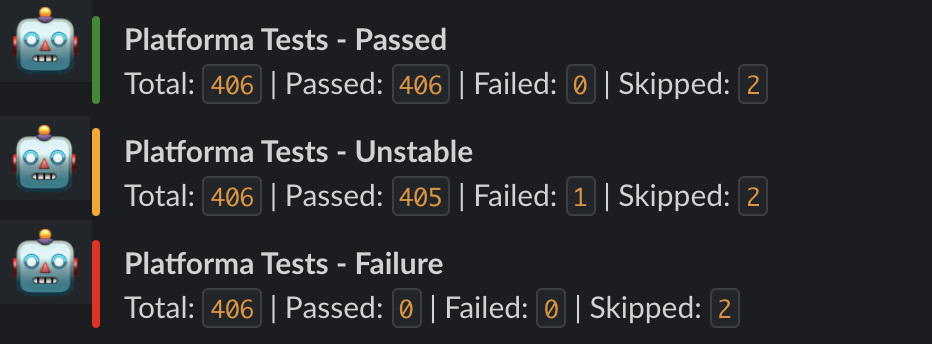 Platforma Tests - Passed
Total: 406 | Passed: 406 | Failed: 0 | Skipped: 2
Platforma Tests - Unstable
Total: 406 | Passed: 405 | Failed: 1 | Skipped: 2
Platforma Tests - Failure
Total: 406 | Passed: 0 | Failed: 0 | Skipped: 2